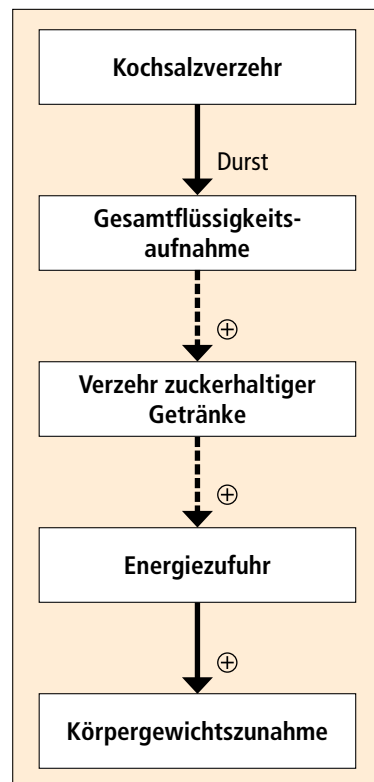 Kochsalzverzehr
Durst
Gesamtflüssigkeits-
aufnahme
⊕
Verzehr zuckerhaltiger
Getränke
⊕
Energiezufuhr
⊕
Körpergewichtszunahme